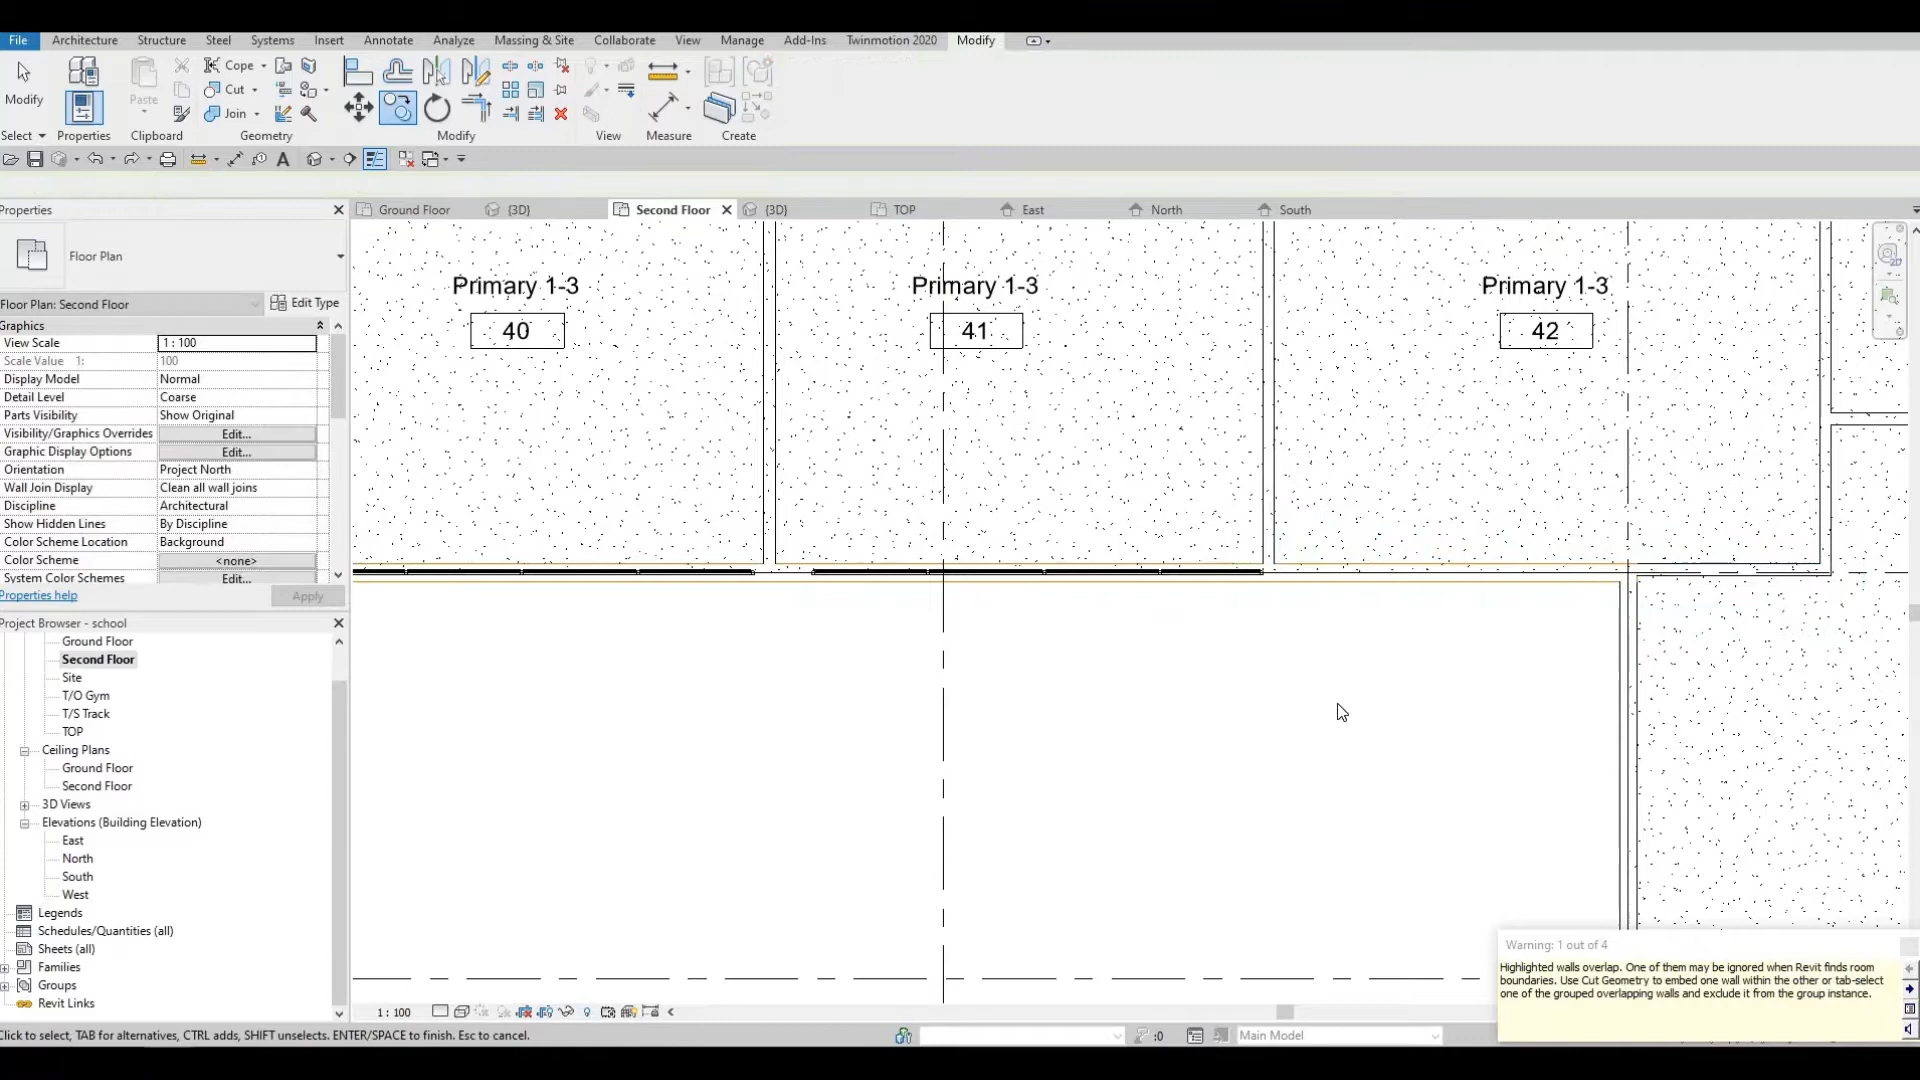 File Architecture Structure Steel Systems Insert Annotate Analyze Massing & Site Collaborate View Manage Add-Ins Twinmotion 2020 Modify
Modify
Paste
Cope
Cut
Join
Select Properties Clipboard Geometry Modify View Measure Create
Properties
Ground Floor {3D} Second Floor {3D} TOP East North South
Floor Plan
Floor Plan: Second Floor Edit Type
Graphics
View Scale 1 : 100
Scale Value 1: 100
Display Model Normal
Detail Level Coarse
Parts Visibility Show Original
Visibility/Graphics Overrides Edit...
Graphic Display Options Edit...
Orientation Project North
Wall Join Display Clean all wall joins
Discipline Architectural
Show Hidden Lines By Discipline
Color Scheme Location Background
Color Scheme <none>
System Color Schemes Edit...
Properties help Apply
Project Browser - school
Ground Floor
Second Floor
Site
T/O Gym
T/S Track
TOP
Ceiling Plans
Ground Floor
Second Floor
3D Views
Elevations (Building Elevation)
East
North
South
West
Legends
Schedules/Quantities (all)
Sheets (all)
Families
Groups
Revit Links
Primary 1-3
40
Primary 1-3
41
Primary 1-3
42
Warning: 1 out of 4
Highlighted walls overlap. One of them may be ignored when Revit finds room
boundaries. Use Cut Geometry to embed one wall within the other or tab-select
one of the grouped overlapping walls and exclude it from the group instance.
1 : 100
Click to select, TAB for alternatives, CTRL adds, SHIFT unselects. ENTER/SPACE to finish. Esc to cancel.
:0
Main Model